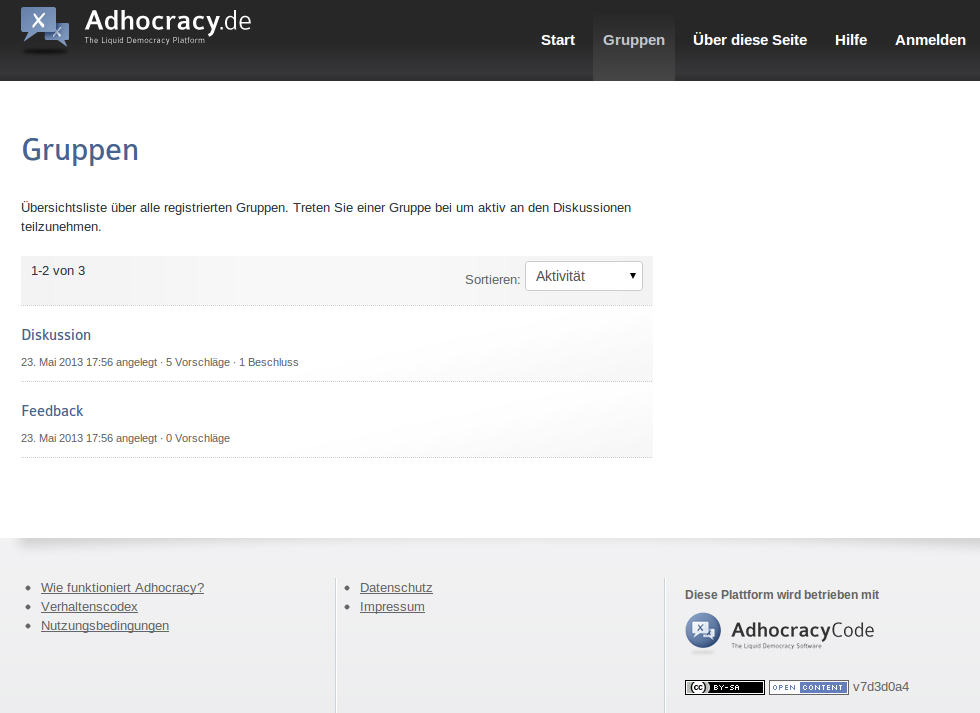 Adhocracy.de
The Liquid Democracy Platform
Start Gruppen Über diese Seite Hilfe Anmelden
Gruppen
Übersichtsliste über alle registrierten Gruppen. Treten Sie einer Gruppe bei um aktiv an den Diskussionen
teilzunehmen.
1-2 von 3
Sortieren: Aktivität
Diskussion
23. Mai 2013 17:56 angelegt · 5 Vorschläge · 1 Beschluss
Feedback
23. Mai 2013 17:56 angelegt · 0 Vorschläge
Wie funktioniert Adhocracy?
Verhaltenscodex
Nutzungsbedingungen
Datenschutz
Impressum
Diese Plattform wird betrieben mit
AdhocracyCode
The Liquid Democracy Software
cc BY-SA OPEN CONTENT v7d3d0a4